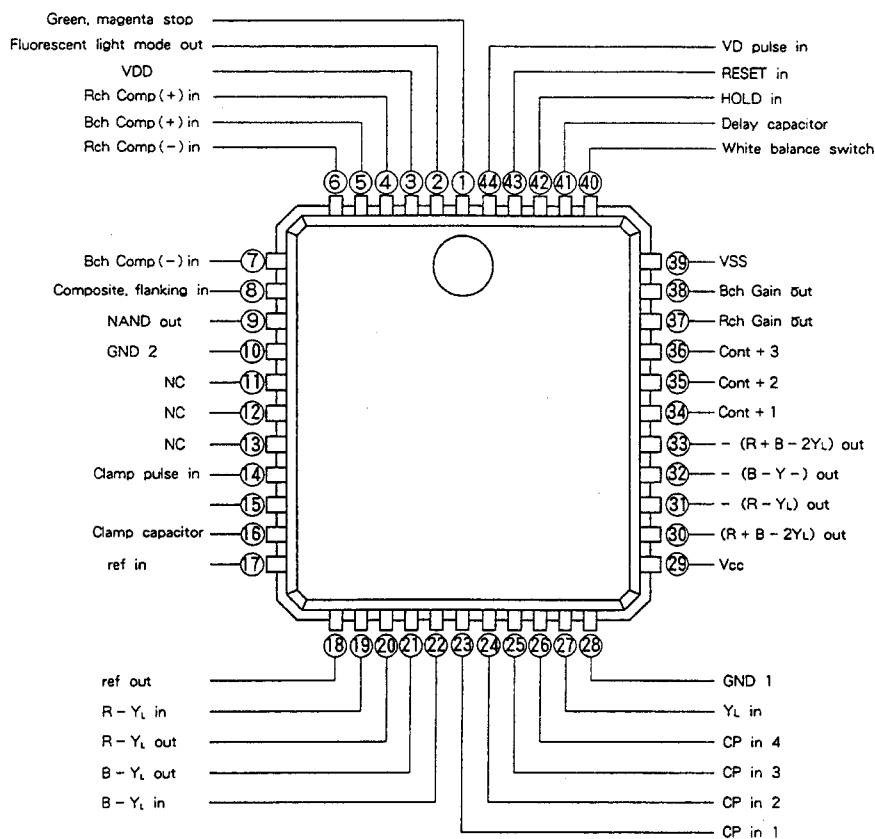 Green, magenta stop
Fluorescent light mode out
VDD
Rch Comp (+) in
Bch Comp (+) in
Rch Comp (−) in
VD pulse in
RESET in
HOLD in
Delay capacitor
White balance switch
6 5 4 3 2 1 44 43 42 41 40
Bch Comp (−) in 7
Composite, flanking in 8
NAND out 9
GND 2 10
NC 11
NC 12
NC 13
Clamp pulse in 14
15
Clamp capacitor 16
ref in 17
39 VSS
38 Bch Gain out
37 Rch Gain out
36 Cont + 3
35 Cont + 2
34 Cont + 1
33 − (R + B − 2YL) out
32 − (B − Y −) out
31 − (R − YL) out
30 (R + B − 2YL) out
29 Vcc
18 19 20 21 22 23 24 25 26 27 28
ref out
R − YL in
R − YL out
B − YL out
B − YL in
GND 1
YL in
CP in 4
CP in 3
CP in 2
CP in 1